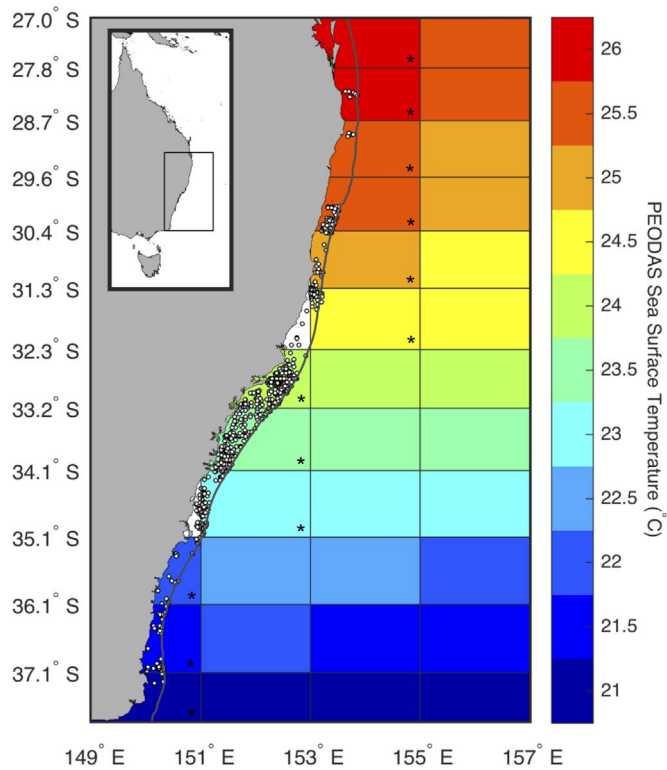 27.0° S
27.8° S
28.7° S
29.6° S
30.4° S
31.3° S
32.3° S
33.2° S
34.1° S
35.1° S
36.1° S
37.1° S
149° E
151° E
153° E
155° E
157° E
26
25.5
25
24.5
24
23.5
23
22.5
22
21.5
21
PEODAS Sea Surface Temperature (°C)